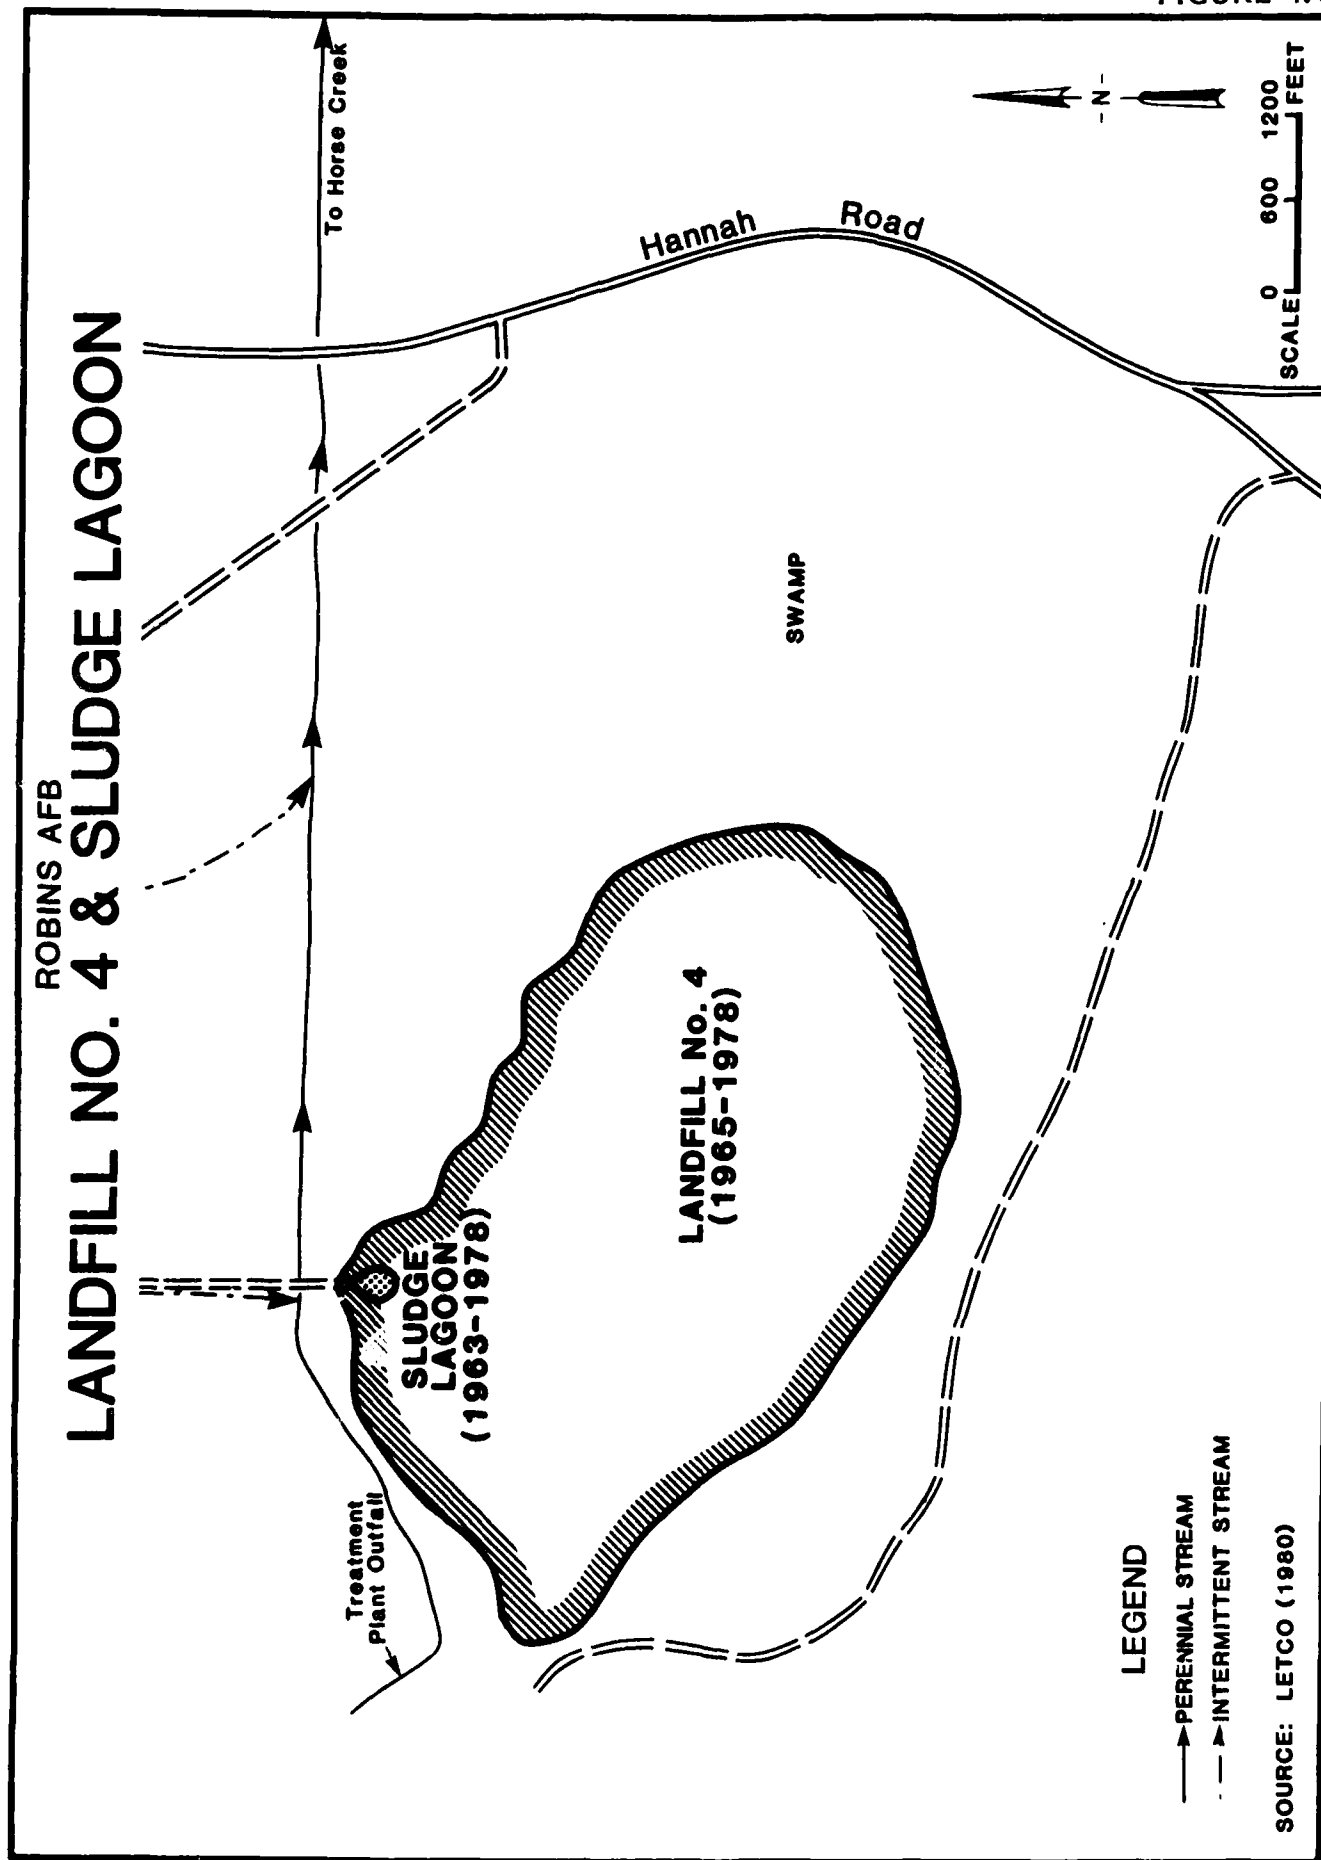 ROBINS AFB
LANDFILL NO. 4 & SLUDGE LAGOON
To Horse Creek
Treatment
Plant Outfall
SLUDGE
LAGOON
(1963-1978)
Hannah Road
LANDFILL No. 4
(1965-1978)
SWAMP
-N-
LEGEND
PERENNIAL STREAM
INTERMITTENT STREAM
SOURCE: LETCO (1980)
0 600 1200
SCALE FEET
FIGURE